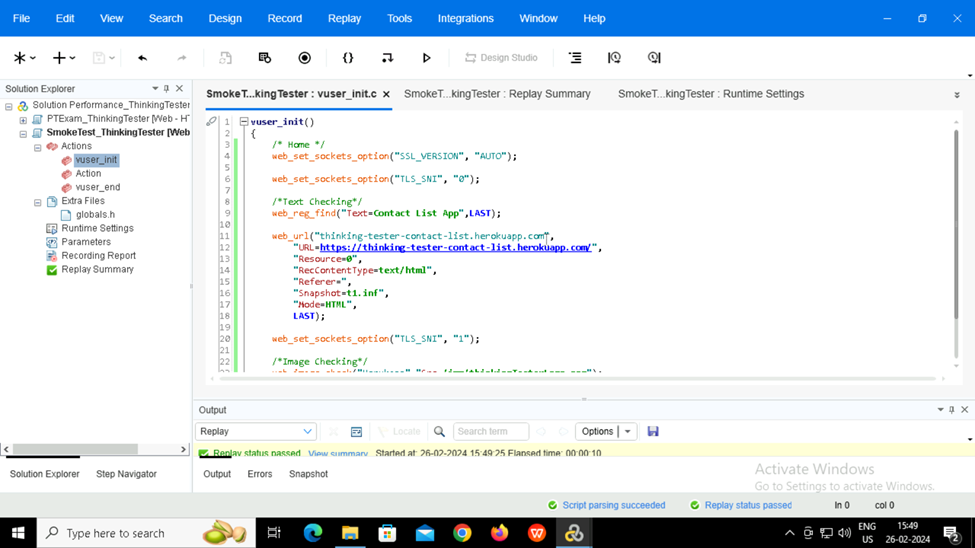 File Edit View Search Design Record Replay Tools Integrations Window Help
Design Studio
Solution Explorer
Solution Performance_ThinkingTester
PTExam_ThinkingTester [Web - H
SmokeTest_ThinkingTester [Web
Actions
vuser_init
Action
vuser_end
Extra Files
globals.h
Runtime Settings
Parameters
Recording Report
Replay Summary
Solution Explorer Step Navigator
SmokeT...kingTester : vuser_init.c SmokeT...kingTester : Replay Summary SmokeT...kingTester : Runtime Settings
1 vuser_init()
2 {
3 /* Home */
4 web_set_sockets_option("SSL_VERSION", "AUTO");
5
6 web_set_sockets_option("TLS_SNI", "0");
7
8 /*Text Checking*/
9 web_reg_find("Text=Contact List App",LAST);
10
11 web_url("thinking-tester-contact-list.herokuapp.com",
12 "URL=https://thinking-tester-contact-list.herokuapp.com/",
13 "Resource=0",
14 "RecContentType=text/html",
15 "Referer=",
16 "Snapshot=t1.inf",
17 "Mode=HTML",
18 LAST);
19
20 web_set_sockets_option("TLS_SNI", "1");
21
22 /*Image Checking*/
Output
Replay Locate Search term Options
Replay status passed View summary Started at: 26-02-2024 15:49:25 Elapsed time: 00:00:10
Output Errors Snapshot
Activate Windows
Go to Settings to activate Windows.
Script parsing succeeded Replay status passed ln 0 col 0
Type here to search
ENG
US
15:49
26-02-2024
2